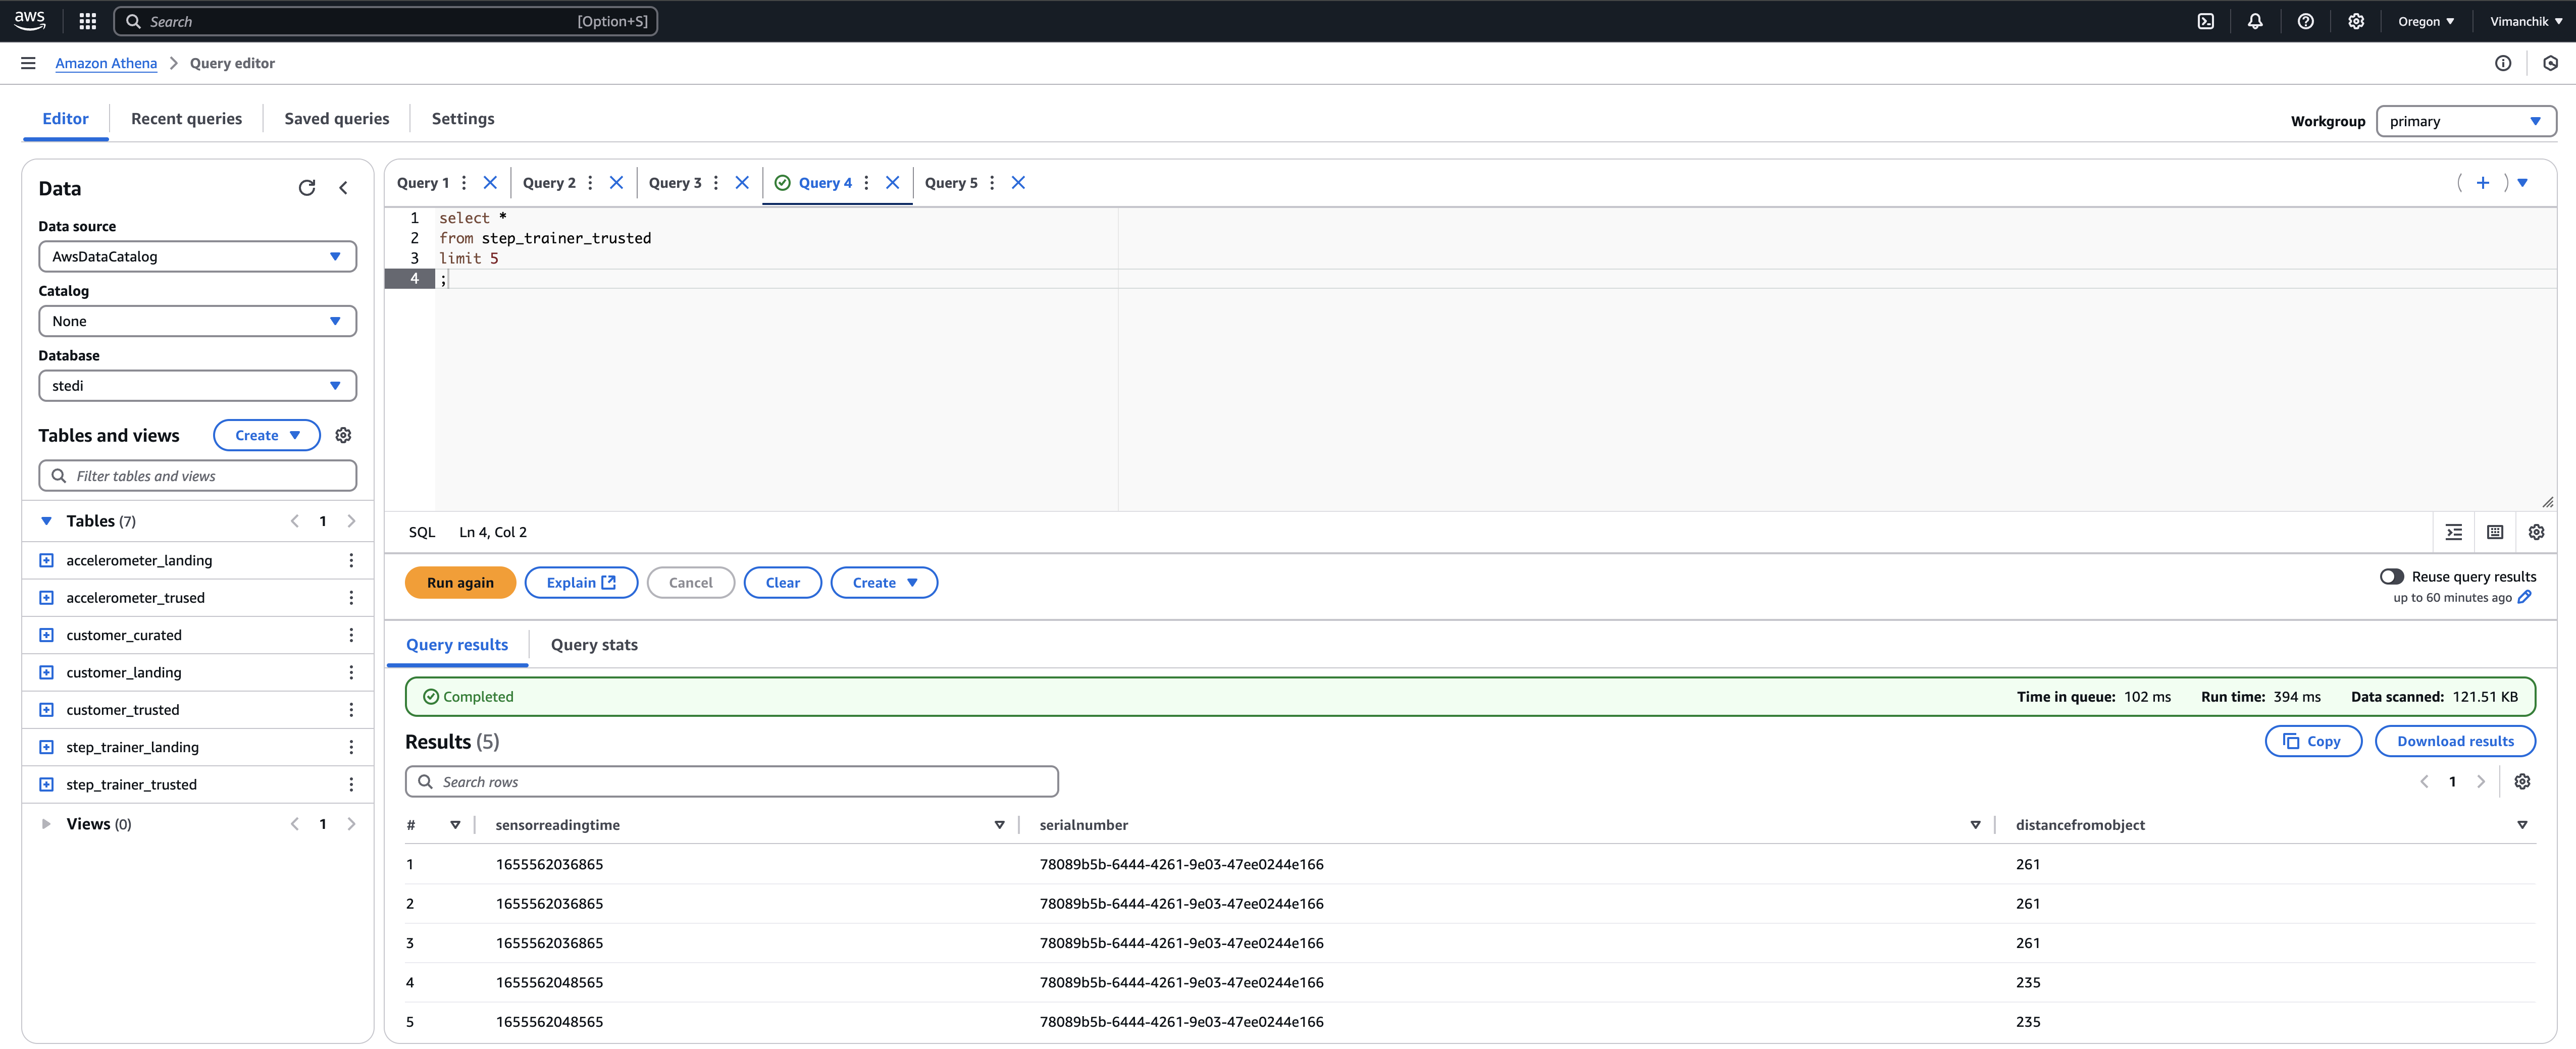 aws
Search [Option+S]
Oregon
Vimanchik
Amazon Athena > Query editor
Editor
Recent queries
Saved queries
Settings
Workgroup
primary
Data
Data source
AwsDataCatalog
Catalog
None
Database
stedi
Tables and views
Create
Filter tables and views
Tables (7)
1
accelerometer_landing
accelerometer_trused
customer_curated
customer_landing
customer_trusted
step_trainer_landing
step_trainer_trusted
Views (0)
1
Query 1
Query 2
Query 3
Query 4
Query 5
1 select *
2 from step_trainer_trusted
3 limit 5
4 ;
SQL Ln 4, Col 2
Run again
Explain
Cancel
Clear
Create
Reuse query results
up to 60 minutes ago
Query results
Query stats
Completed
Time in queue: 102 ms Run time: 394 ms Data scanned: 121.51 KB
Results (5)
Copy
Download results
Search rows
1
# sensorreadingtime serialnumber distancefromobject
1 1655562036865 78089b5b-6444-4261-9e03-47ee0244e166 261
2 1655562036865 78089b5b-6444-4261-9e03-47ee0244e166 261
3 1655562036865 78089b5b-6444-4261-9e03-47ee0244e166 261
4 1655562048565 78089b5b-6444-4261-9e03-47ee0244e166 235
5 1655562048565 78089b5b-6444-4261-9e03-47ee0244e166 235